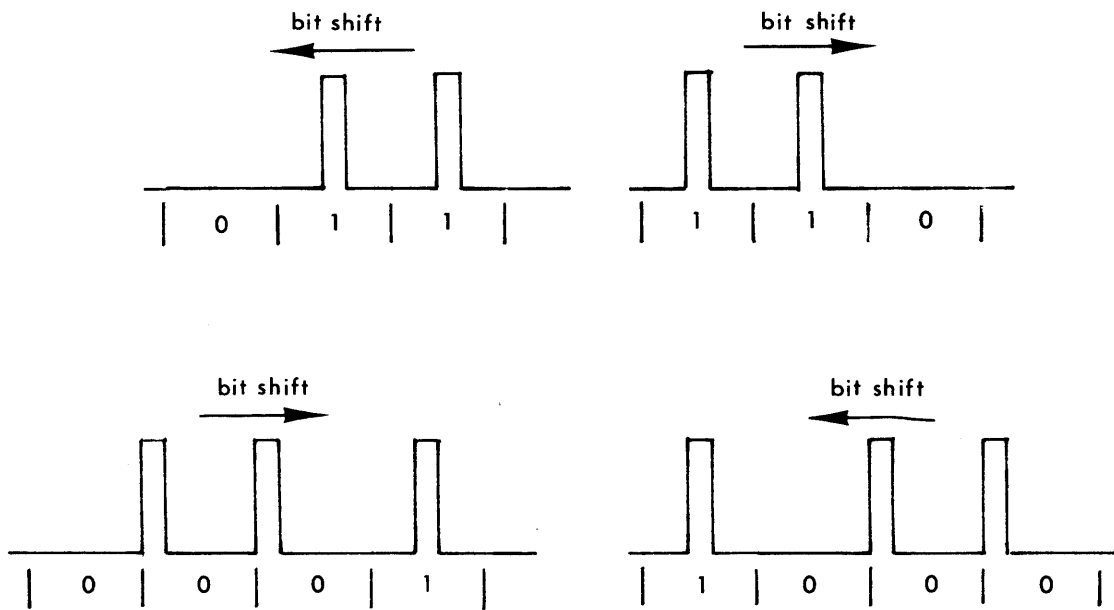 bit shift
bit shift
| 0 | 1 | 1 |
| 1 | 1 | 0 |
bit shift
bit shift
| 0 | 0 | 0 | 1 |
| 1 | 0 | 0 | 0 |